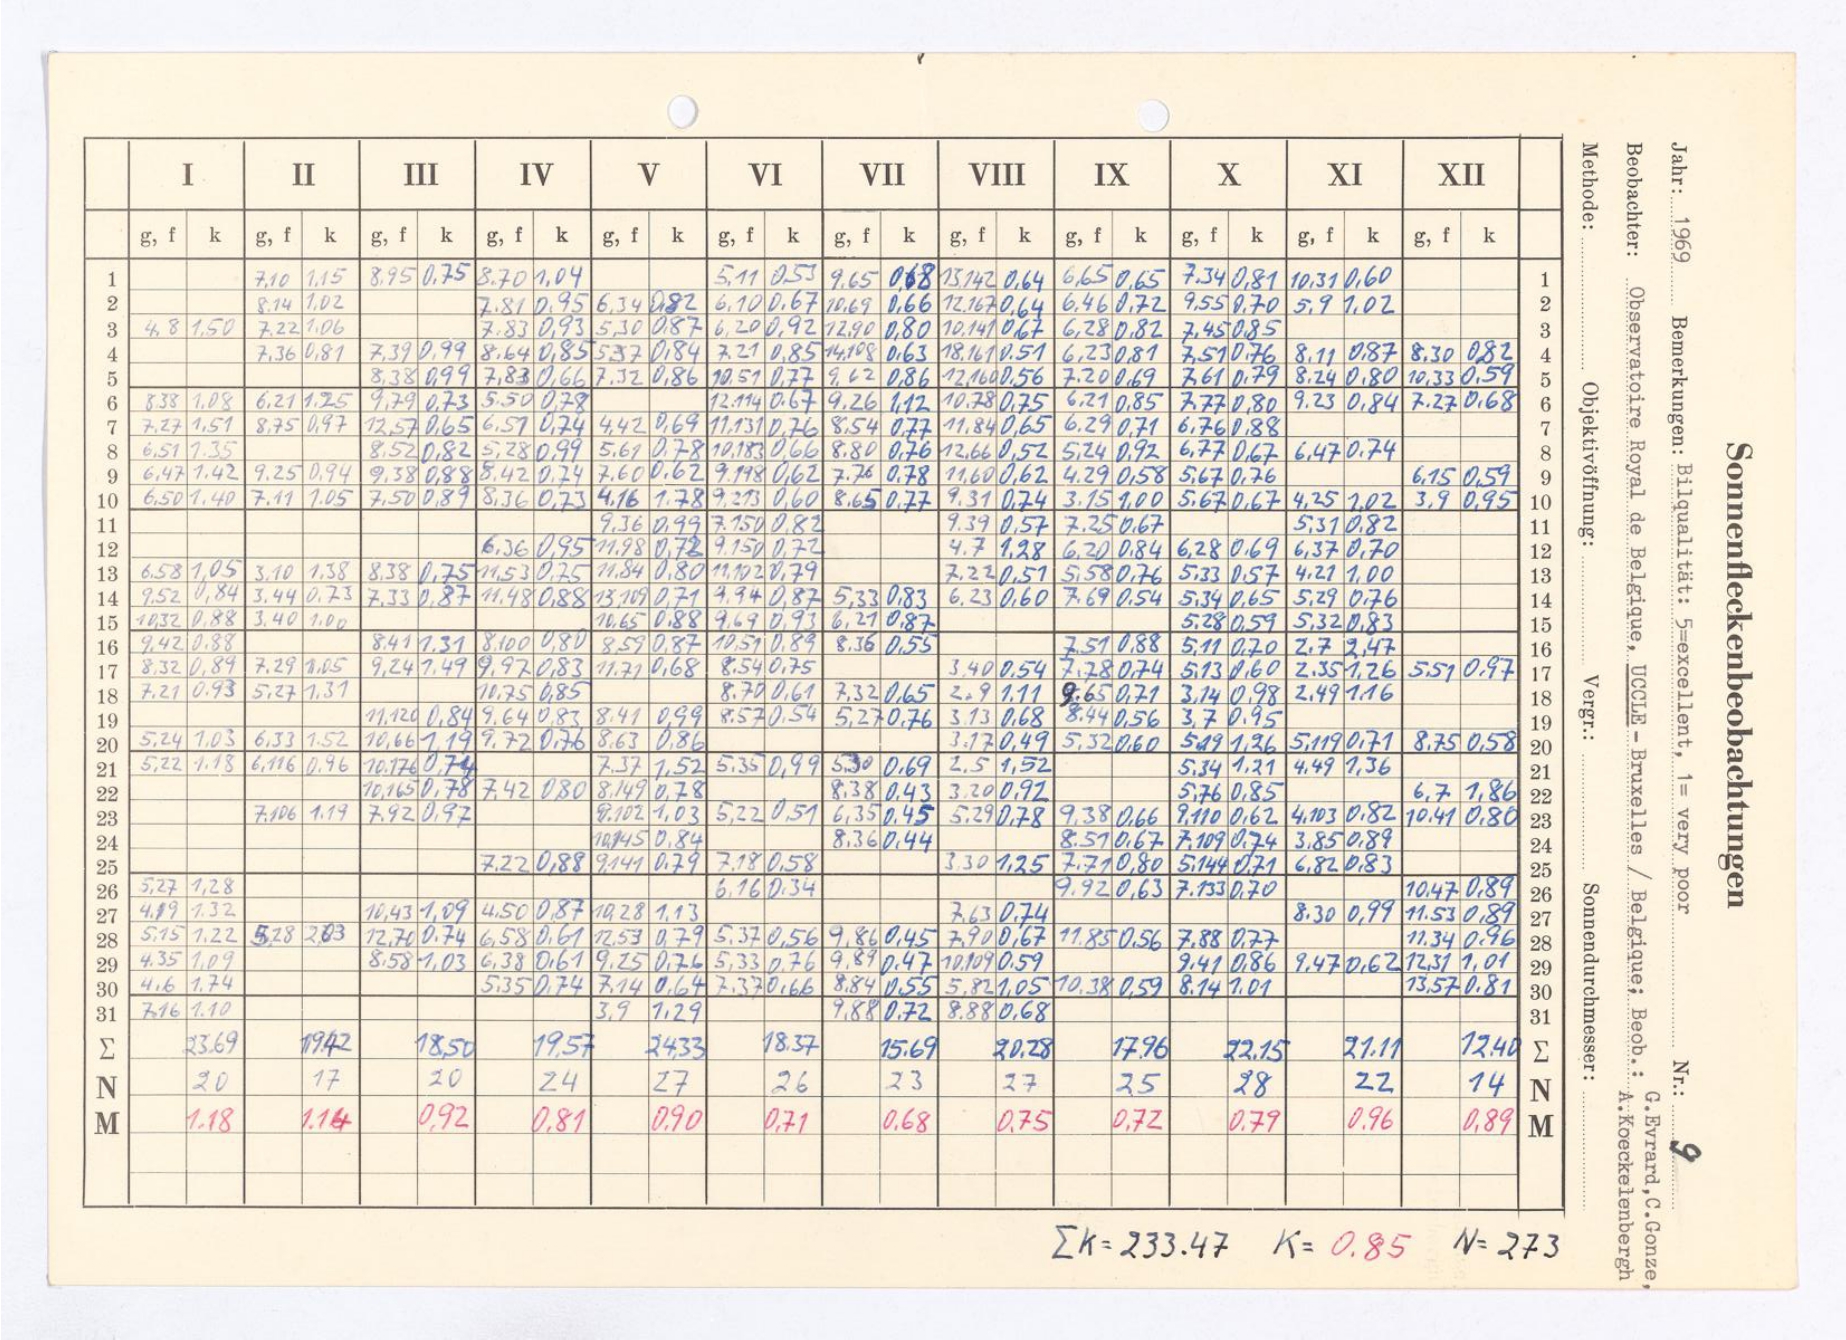 Sonnenfleckenbeobachtungen
Jahr: 1969 Bemerkungen: Bilqualität: 5=excellent, 1= very poor Nr.: 9
Beobachter: Observatoire Royal de Belgique, UCCLE - Bruxelles / Belgique; Beob.: G.Evrard,C.Gonze,
A.Koeckelenbergh
Methode: Objektivöffnung: Vergr.: Sonnendurchmesser:
I II III IV V VI VII VIII IX X XI XII
g, f k g, f k g, f k g, f k g, f k g, f k g, f k g, f k g, f k g, f k g, f k g, f k
1 7,10 1,15 8.95 0,75 8.70 1,04 5,11 0,53 9,65 0,68 13,142 0,64 6,65 0,65 7.34 0,81 10,31 0,60 1
2 8.14 1.02 7.81 0,95 6,34 0,82 6,10 0,67 10,69 0,66 12.167 0,64 6,46 0,72 9,55 0,70 5,9 1,02 2
3 4,8 1,50 7,22 1,06 7.83 0,93 5,30 0,87 6,20 0,92 12,90 0,80 10,141 0,67 6,28 0,82 7,45 0,85 3
4 7,36 0,81 7,39 0,99 8,64 0,85 5,37 0,84 7.21 0,85 14,108 0,63 18,161 0,51 6,23 0,81 7,51 0,76 8,11 0,87 8,30 0,82 4
5 8,38 0,99 7,83 0,66 7.32 0,86 10.51 0,77 9,62 0,86 12,160 0,56 7.20 0,69 7,61 0,79 8,24 0,80 10,33 0,59 5
6 8.38 1,08 6,21 1.25 9,79 0,73 5.50 0,78 12.114 0.67 9,26 1,12 10,78 0,75 6.21 0,85 7.77 0,80 9.23 0,84 7.27 0,68 6
7 7,27 1,51 8,75 0,97 12,57 0,65 6,51 0,74 4,42 0,69 11,131 0,76 8,54 0,77 11,84 0,65 6.29 0,71 6,76 0,88 7
8 6,51 1.35 8,52 0,82 5,28 0,99 5,61 0,78 10,183 0,66 8,80 0,76 12,66 0,52 5,24 0,92 6,77 0,67 6,47 0,74 8
9 6,47 1.42 9.25 0,94 9,38 0,88 8,42 0,74 7.60 0,62 9,198 0,62 7.76 0,78 11,60 0,62 4.29 0,58 5,67 0,76 6,15 0,59 9
10 6,50 1.40 7.11 1.05 7,50 0,89 8,36 0,73 4,16 1.78 9,213 0,60 8.65 0,77 9,31 0,74 3.15 1,00 5,67 0,67 4,25 1,02 3.9 0,95 10
11 9,36 0,99 7.150 0,82 9.39 0,57 7.25 0,67 5,31 0,82 11
12 6,36 0,95 11,98 0,72 9,150 0,72 4.7 1,28 6,20 0,84 6,28 0.69 6,37 0,70 12
13 6.58 1,05 3.10 1.38 8,38 0,75 11,53 0,75 11,84 0,80 11,102 0,79 7.22 0,51 5,58 0,76 5.33 0,57 4.21 1,00 13
14 9,52 0,84 3,44 0.73 7,33 0,87 11.48 0,88 13,109 0,71 9.94 0,87 5,33 0,83 6.23 0,60 7.69 0.54 5,34 0,65 5,29 0,76 14
15 10,32 0,88 3.40 1.00 10,65 0.88 9,69 0,93 6,21 0,87 5.28 0,59 5,32 0,83 15
16 9,42 0.88 8,41 1.31 8,100 0,80 8,59 0,87 10,51 0,89 8.36 0,55 7,51 0,88 5,11 0,70 2.7 2,47 16
17 8,32 0,89 7.29 1,05 9,24 1,49 9,97 0,83 11.71 0,68 8.54 0,75 3.40 0,54 7,78 0,74 5,13 0,60 2.35 1,26 5,51 0,97 17
18 7,21 0.93 5,27 1,31 10,75 0,85 8.70 0,61 7,32 0,65 2.9 1.11 9.65 0,71 3,14 0,98 2.49 1.16 18
19 11,120 0,84 9.64 0,83 8.41 0,99 8.57 0.54 5,27 0,76 3.13 0,68 8.44 0,56 3,7 0.95 19
20 5,24 1.03 6,33 1.52 10,66 1,19 9,72 0,76 8.63 0,86 3.17 0,49 5,32 0,60 5,19 1,26 5,119 0,71 8.75 0,58 20
21 5,22 1.18 6,116 0,96 10.176 0,74 7.37 1,52 5.35 0,99 5,30 0,69 2.5 1,52 5,34 1.21 4.49 1,36 21
22 10,165 0,78 7,42 0,80 8,149 0,78 8,38 0,43 3.20 0,92 5,76 0,85 6,7 1,86 22
23 7,106 1.19 7.92 0,97 9,102 1,03 5,22 0,51 6,35 0,45 5.29 0,78 9,38 0,66 9,110 0,62 4,103 0,82 10,41 0,80 23
24 10,145 0,84 8,36 0,44 8.51 0,67 7,109 0,74 3,85 0,89 24
25 7.22 0,88 9,141 0.79 7.18 0,58 3.30 1,25 7.71 0,80 5,144 0,71 6,82 0,83 25
26 5,27 1,28 6,16 0.34 9.92 0,63 7.133 0,70 10.47 0,89 26
27 4,19 1.32 10,43 1,09 4.50 0,87 10,28 1,13 7,63 0,74 8.30 0,99 11.53 0,89 27
28 5,15 1.22 5,28 2,03 12,70 0.74 6,58 0,61 12,53 0,79 5,37 0,56 9,86 0,45 7,90 0,67 11.85 0,56 7,88 0,77 11.34 0,96 28
29 4.35 1,09 8.58 1,03 6,38 0,61 9,25 0,76 5,33 0,76 9,89 0,47 10,109 0,59 9,41 0,86 9,47 0,62 12,31 1,01 29
30 4,6 1.74 5.35 0,74 7,14 0,64 7.37 0,66 8,84 0,55 5,82 1,05 10,38 0,59 8.14 1.01 13,57 0.81 30
31 7,16 1.10 3,9 1,29 9,88 0.72 8.88 0,68 31
Σ 23.69 19.42 18,50 19,57 24.33 18.37 15.69 20.28 17.96 22.15 21.11 12.40 Σ
N 20 17 20 24 27 26 23 27 25 28 22 14 N
M 1.18 1.14 0,92 0,81 0.90 0,71 0.68 0.75 0,72 0.79 0.96 0,89 M
Σk= 233.47 K= 0.85 N= 273